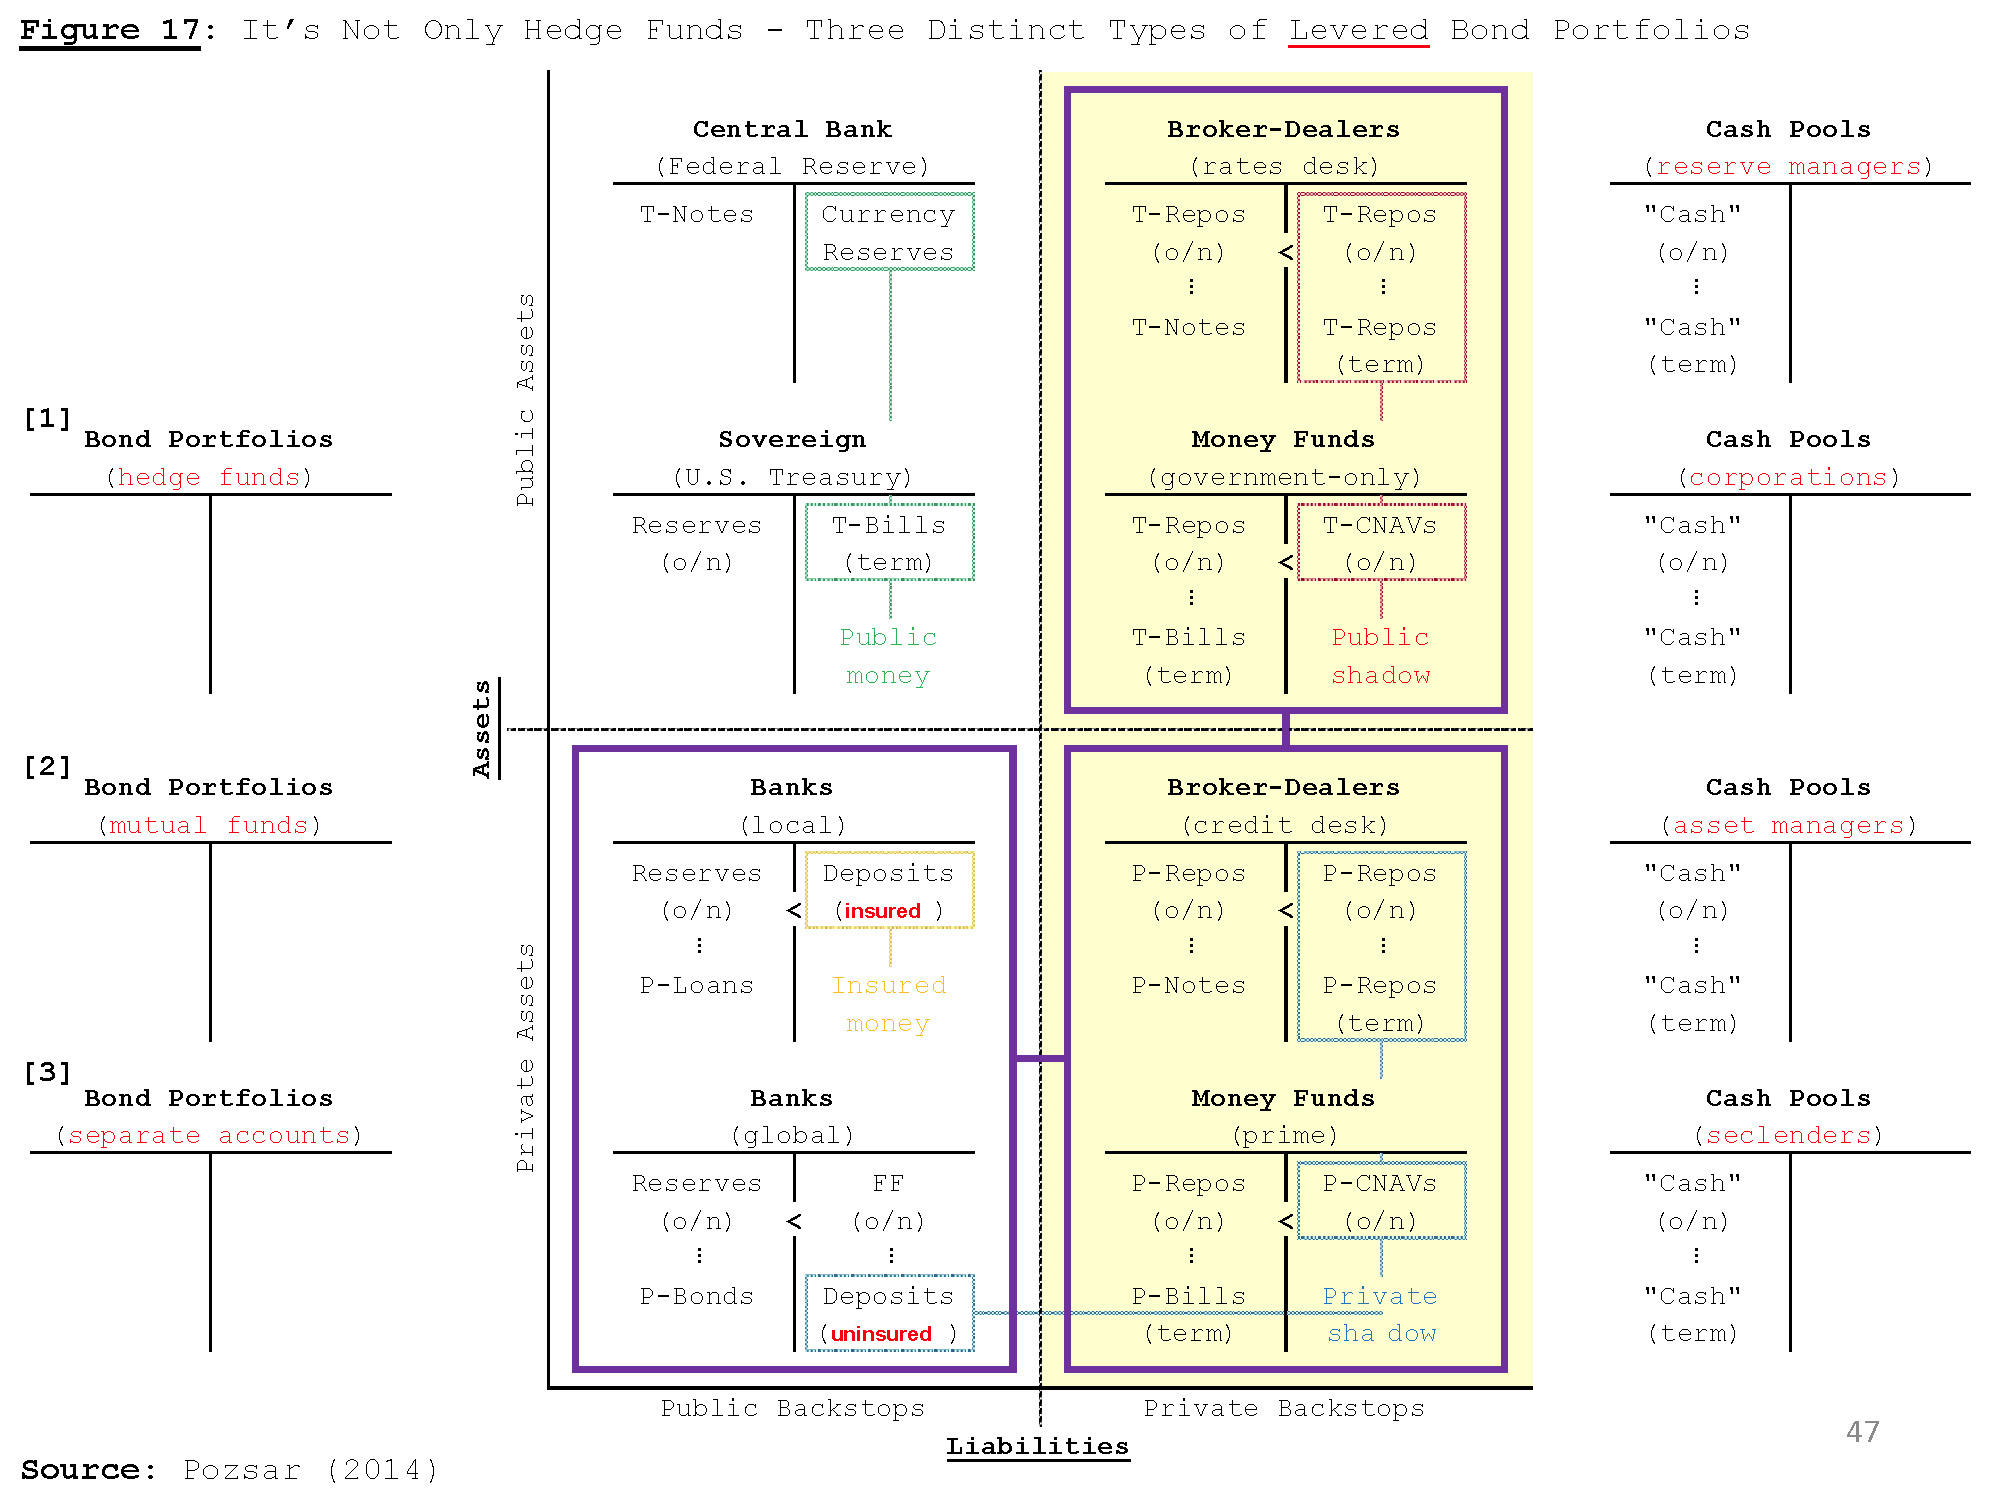 Figure 17: It’s Not Only Hedge Funds – Three Distinct Types of Levered Bond Portfolios
[1]
Bond Portfolios
(hedge funds)
[2]
Bond Portfolios
(mutual funds)
[3]
Bond Portfolios
(separate accounts)
Assets
Public Assets
Private Assets
Central Bank
(Federal Reserve)
T-Notes
Currency
Reserves
Sovereign
(U.S. Treasury)
Reserves
(o/n)
T-Bills
(term)
Public
money
Banks
(local)
Reserves
(o/n)
⋮
P-Loans
<
Deposits
(insured )
Insured
money
Banks
(global)
Reserves
(o/n)
⋮
P-Bonds
<
FF
(o/n)
⋮
Deposits
(uninsured )
Broker-Dealers
(rates desk)
T-Repos
(o/n)
⋮
T-Notes
<
T-Repos
(o/n)
⋮
T-Repos
(term)
Money Funds
(government-only)
T-Repos
(o/n)
⋮
T-Bills
(term)
<
T-CNAVs
(o/n)
Public
shadow
Broker-Dealers
(credit desk)
P-Repos
(o/n)
⋮
P-Notes
<
P-Repos
(o/n)
⋮
P-Repos
(term)
Money Funds
(prime)
P-Repos
(o/n)
⋮
P-Bills
(term)
<
P-CNAVs
(o/n)
Private
sha dow
Cash Pools
(reserve managers)
"Cash"
(o/n)
⋮
"Cash"
(term)
Cash Pools
(corporations)
"Cash"
(o/n)
⋮
"Cash"
(term)
Cash Pools
(asset managers)
"Cash"
(o/n)
⋮
"Cash"
(term)
Cash Pools
(seclenders)
"Cash"
(o/n)
⋮
"Cash"
(term)
Public Backstops
Private Backstops
Liabilities
47
Source: Pozsar (2014)